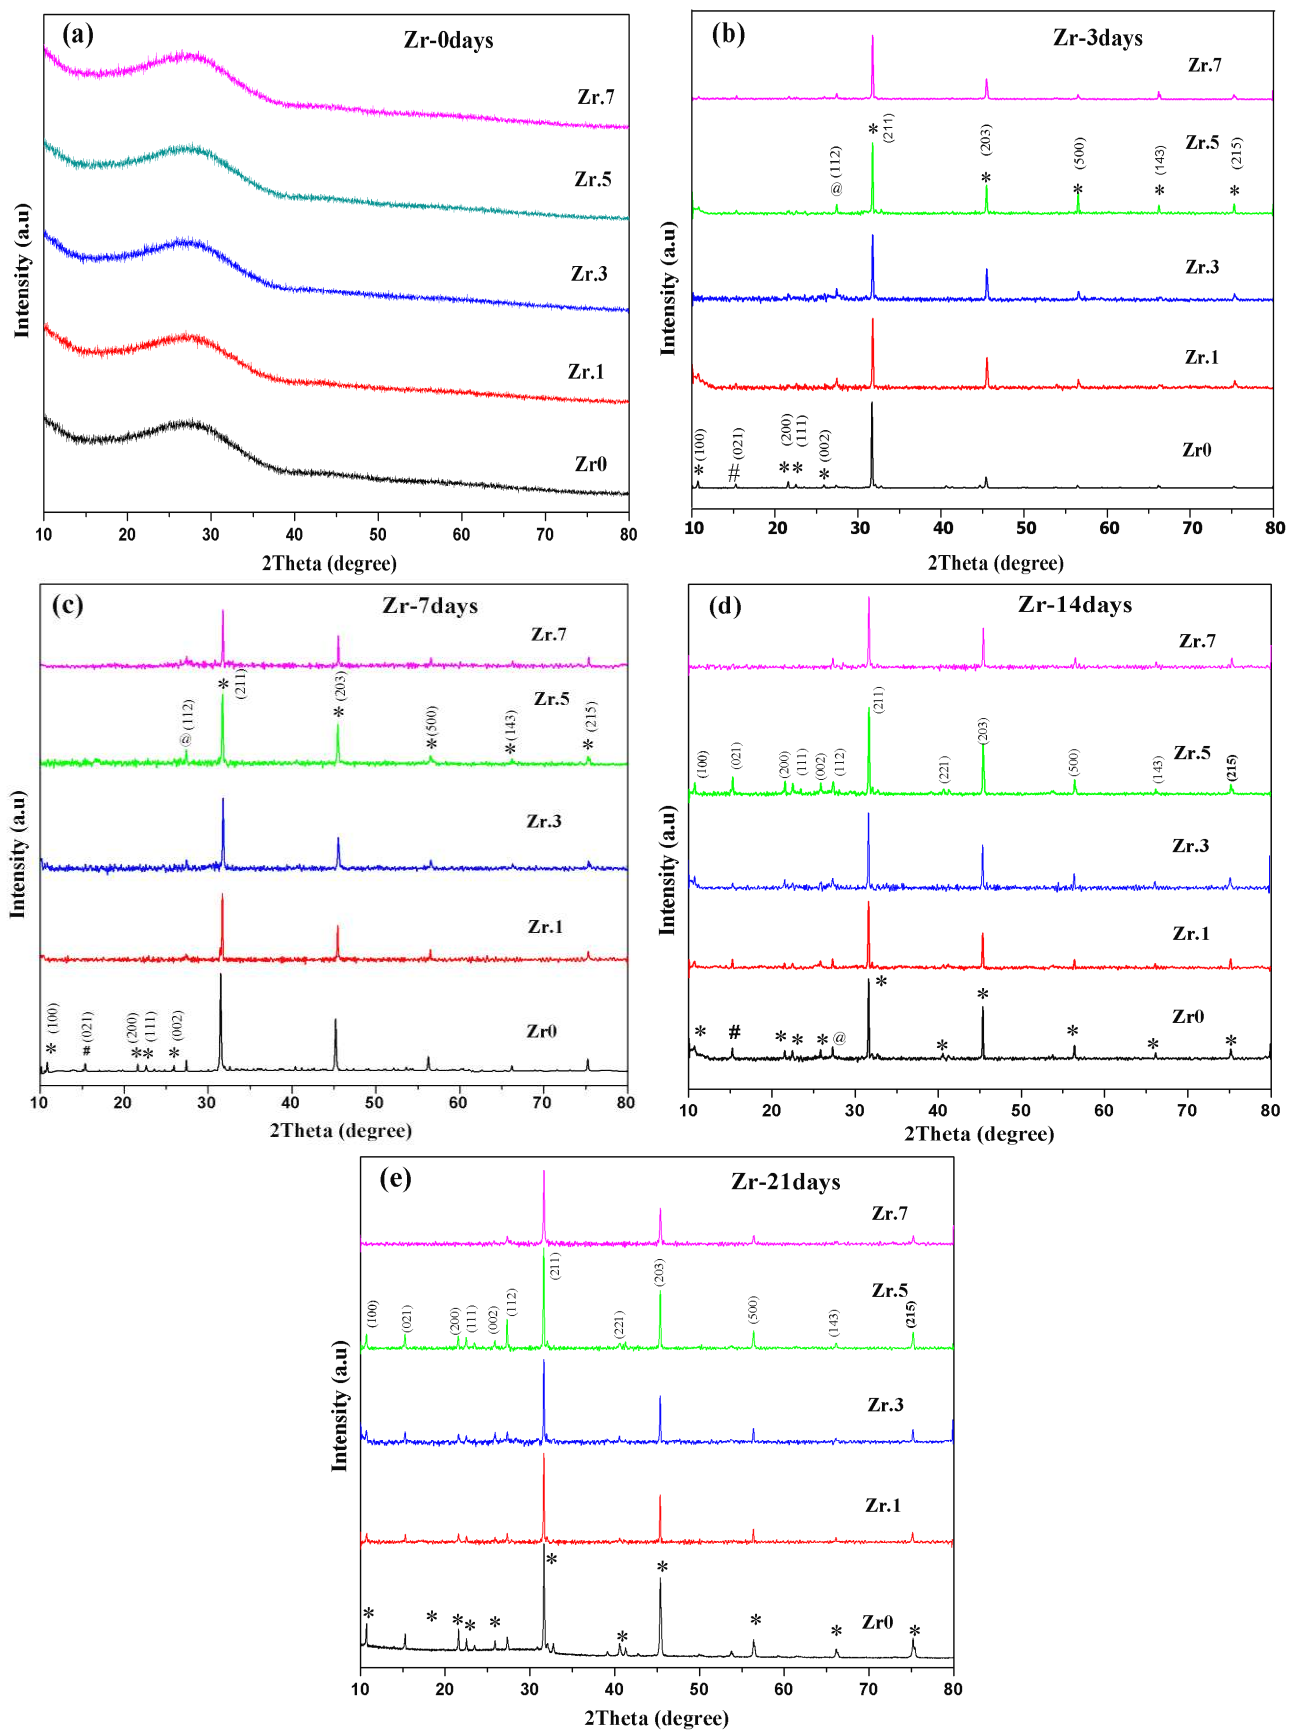 (a)
Zr-0days
Zr.7
Zr.5
Zr.3
Zr.1
Zr0
Intensity (a.u)
10 20 30 40 50 60 70 80
2Theta (degree)
(b)
Zr-3days
Zr.7
* (211)
@ (112)
(203) *
(500) *
(143) *
(215) *
Zr.5
Zr.3
Zr.1
* (100)
# (021)
(200) (111)
* *
(002) *
Zr0
Intensity (a.u)
10 20 30 40 50 60 70 80
2Theta (degree)
(c)
Zr-7days
Zr.7
* (211)
@ (112)
* (203)
* (500)
* (143)
* (215)
Zr.5
Zr.3
Zr.1
* (100)
# (021)
(200) (111) (002)
* * *
Zr0
Intensity (a.u)
10 20 30 40 50 60 70 80
2Theta (degree)
(d)
Zr-14days
Zr.7
(100) (021) (200) (111) (002) (112) (211) (221) (203) (500) (143) (215)
Zr.5
Zr.3
Zr.1
* # * * * @ * * * * * *
Zr0
Intensity (a.u)
10 20 30 40 50 60 70 80
2Theta (degree)
(e)
Zr-21days
Zr.7
(100) (021) (200) (111) (002) (112) (211) (221) (203) (500) (143) (215)
Zr.5
Zr.3
Zr.1
* * * * * * * * * * *
Zr0
Intensity (a.u)
10 20 30 40 50 60 70 80
2Theta (degree)